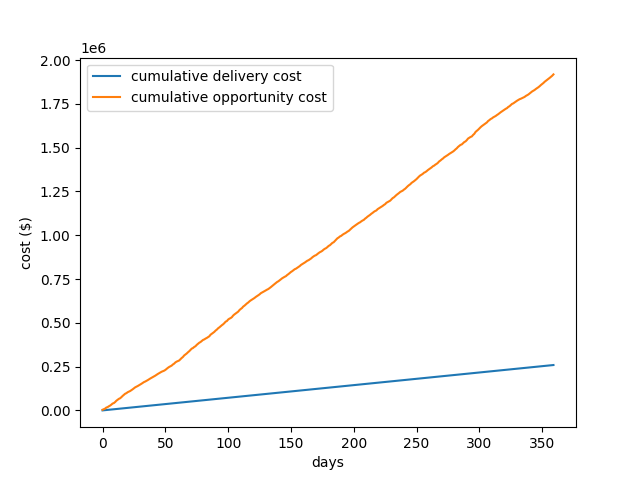 1e6
2.00
1.75
1.50
1.25
1.00
0.75
0.50
0.25
0.00
cost ($)
cumulative delivery cost
cumulative opportunity cost
0 50 100 150 200 250 300 350
days